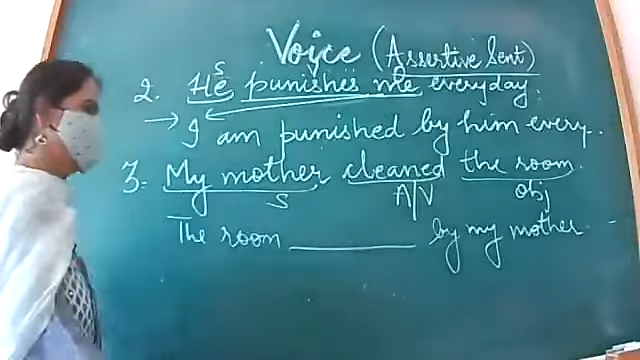 Voice (Assertive Sent)
S
2. He punishes me everyday.
→ I am punished by him every..
3. My mother cleaned the room.
S A/V obj
The room ________ by my mother.